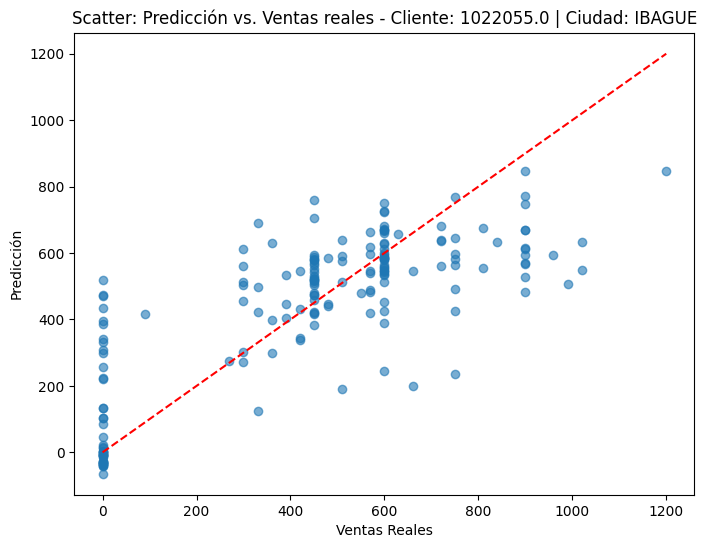 Scatter: Predicción vs. Ventas reales - Cliente: 1022055.0 | Ciudad: IBAGUE
1200
1000
800
600
400
200
0
Predicción
0 200 400 600 800 1000 1200
Ventas Reales